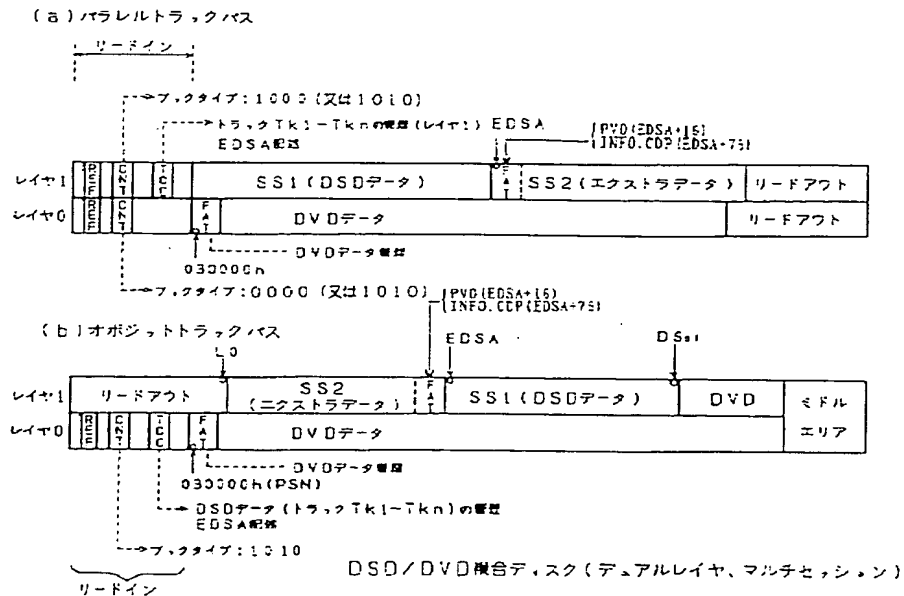 (a)パラレルトラックパス
リードイン
ブックタイプ:1000(又は1010)
トラックTk1−Tknの管理(レイヤ1)
EDSA記述
EDSA
PVD(EDSA+16)
INFO.CDP(EDSA+75)
レイヤ1
REF
CNT
TOC
SS1(DSDデータ)
FAT
SS2(エクストラデータ)
リードアウト
レイヤ0
REF
CNT
FAT
DVDデータ
リードアウト
DVDデータ管理
030000h
ブックタイプ:0000(又は1010)
PVD(EDSA+16)
INFO.CDP(EDSA+75)
(b)オポジットトラックパス
L0
EDSA
DSs1
レイヤ1
リードアウト
SS2
(エクストラデータ)
FAT
SS1(DSDデータ)
DVD
ミドル
エリア
レイヤ0
REF
CNT
TOC
FAT
DVDデータ
DVDデータ管理
030000h(PSN)
DSDデータ(トラックTk1~Tkn)の管理
EDSA記述
ブックタイプ:1010
リードイン
DSD/DVD複合ディスク(デュアルレイヤ、マルチセッション)